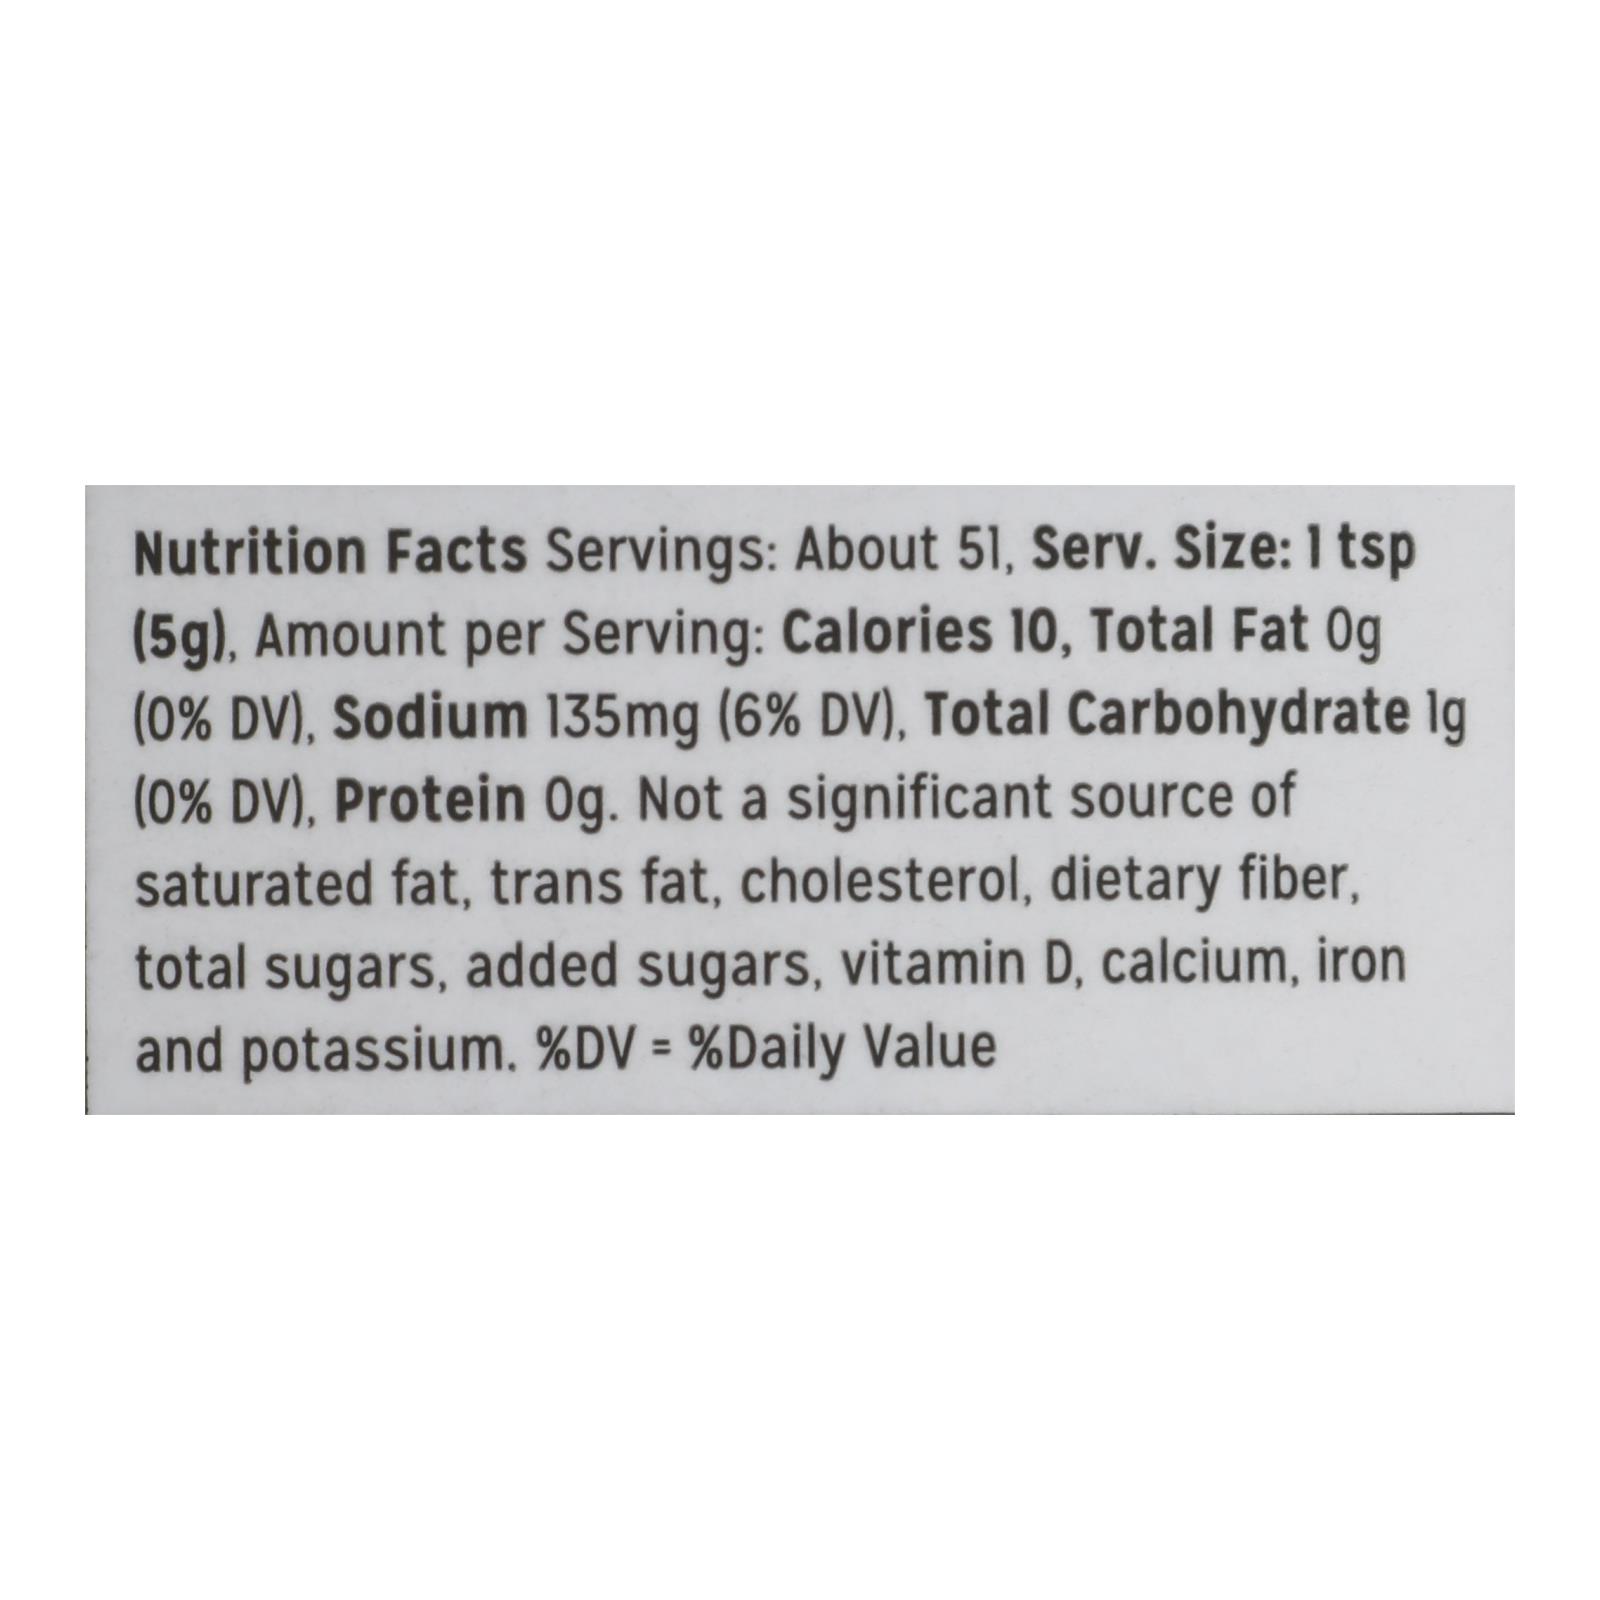 Nutrition Facts Servings: About 51, Serv. Size: 1 tsp
(5g), Amount per Serving: Calories 10, Total Fat 0g
(0% DV), Sodium 135mg (6% DV), Total Carbohydrate 1g
(0% DV), Protein 0g. Not a significant source of
saturated fat, trans fat, cholesterol, dietary fiber,
total sugars, added sugars, vitamin D, calcium, iron
and potassium. %DV = %Daily Value